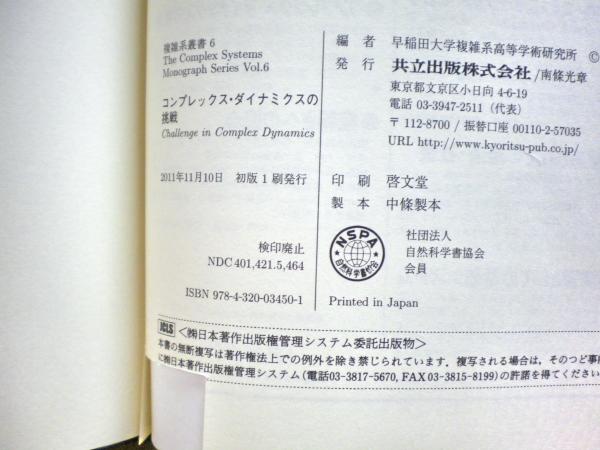 複雑系叢書 6
The Complex Systems
Monograph Series Vol.6
コンプレックス・ダイナミクスの
挑戦
Challenge in Complex Dynamics
2011年11月10日 初版1刷発行
検印廃止
NDC 401,421.5,464
ISBN 978-4-320-03450-1
編 者 早稲田大学複雑系高等学術研究所 ©
発 行 共立出版株式会社/南條光章
東京都文京区小日向 4-6-19
電話 03-3947-2511（代表）
〒112-8700 / 振替口座 00110-2-57035
URL http://www.kyoritsu-pub.co.jp/
印 刷 啓文堂
製 本 中條製本
NSPA
自然科学書協会
社団法人
自然科学書協会
会員
Printed in Japan
JCLS <㈱日本著作出版権管理システム委託出版物>
本書の無断複写は著作権法上での例外を除き禁じられています．複写される場合は，そのつど事前
に㈱日本著作出版権管理システム（電話03-3817-5670, FAX 03-3815-8199）の許諾を得てください．